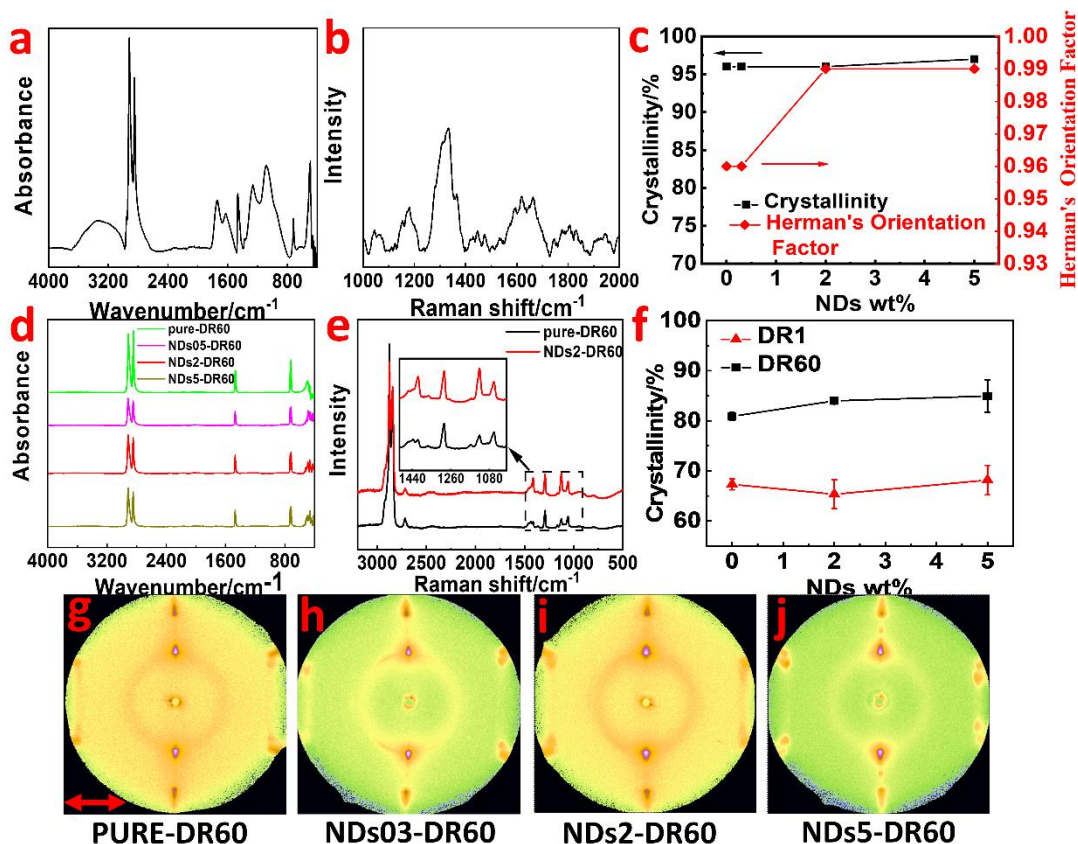 a
Absorbance
4000 2800 1600 800
Wavenumber/cm-1
b
Intensity
1000 1200 1400 1600 1800 2000
Raman shift/cm-1
c
Crystallinity/%
100
95
90
85
80
75
70
0 1 2 3 4 5
NDs wt%
Crystallinity
Herman's Orientation
Factor
1.00
0.99
0.98
0.97
0.96
0.95
0.94
0.93
Herman's Orientation Factor
d
Absorbance
pure-DR60
NDs05-DR60
NDs2-DR60
NDs5-DR60
4000 2800 1600 800
Wavenumber/cm-1
e
Intensity
pure-DR60
NDs2-DR60
1440 1260 1080
3000 2500 2000 1500 1000 500
Raman shift/cm-1
f
Crystallinity/%
100
90
80
70
60
DR1
DR60
0 1 2 3 4 5
NDs wt%
g
PURE-DR60
h
NDs03-DR60
i
NDs2-DR60
j
NDs5-DR60